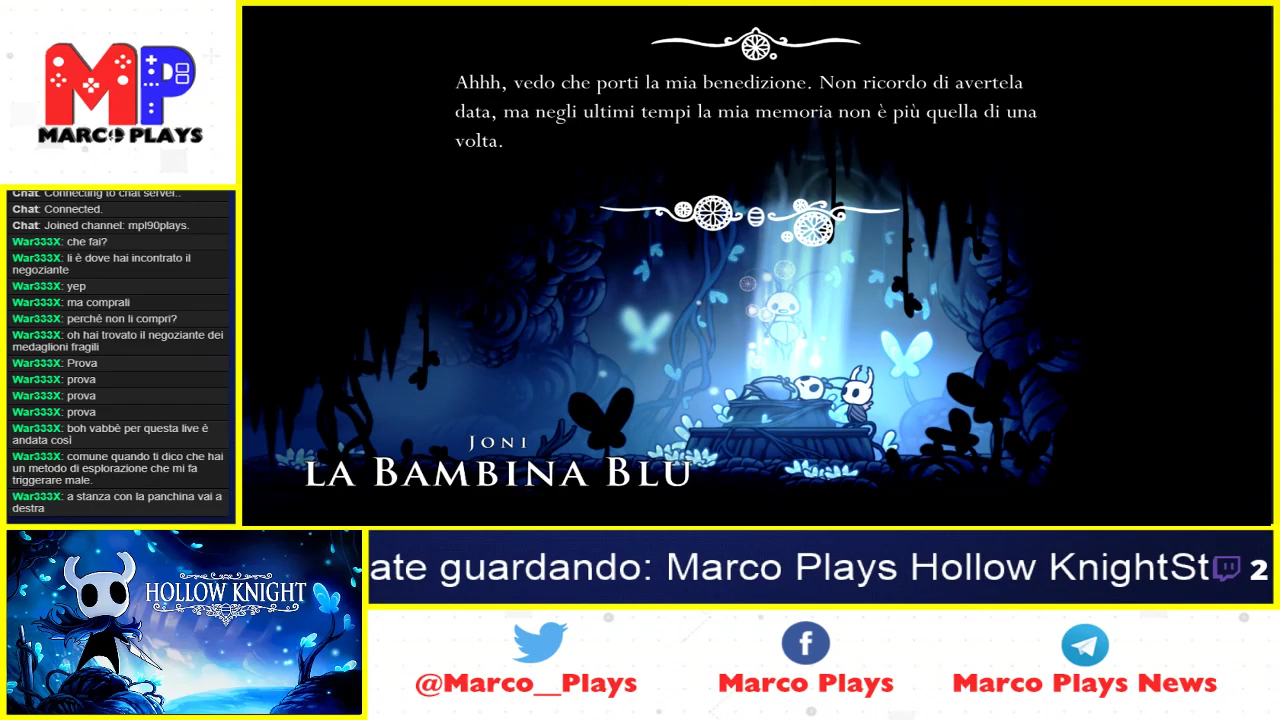 MP
MARCO PLAYS
Chat: Connecting to chat server..
Chat: Connected.
Chat: Joined channel: mpl90plays.
War333X: che fai?
War333X: li è dove hai incontrato il
negoziante
War333X: yep
War333X: ma comprali
War333X: perché non li compri?
War333X: oh hai trovato il negoziante dei
medaglioni fragili
War333X: Prova
War333X: prova
War333X: prova
War333X: prova
War333X: boh vabbè per questa live è
andata così
War333X: comune quando ti dico che hai
un metodo di esplorazione che mi fa
triggerare male.
War333X: a stanza con la panchina vai a
destra
Ahhh, vedo che porti la mia benedizione. Non ricordo di avertela
data, ma negli ultimi tempi la mia memoria non è più quella di una
volta.
JONI
LA BAMBINA BLU
HOLLOW KNIGHT
ate guardando: Marco Plays Hollow KnightSt
2
@Marco__Plays
Marco Plays
Marco Plays News